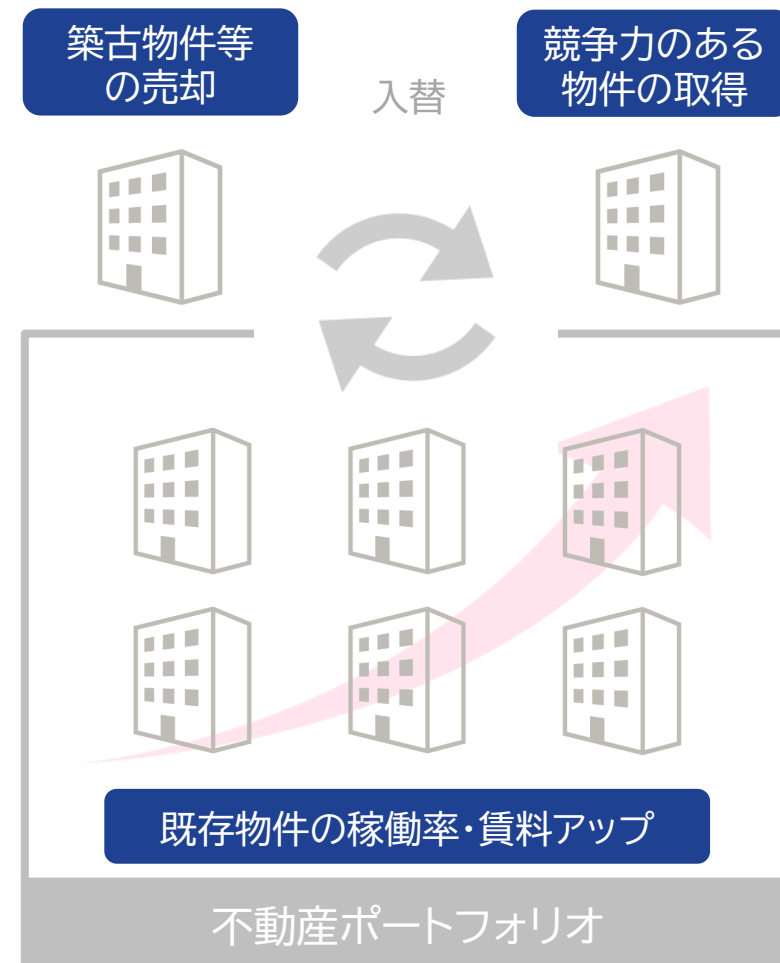 築古物件等
の売却
入替
競争力のある
物件の取得
既存物件の稼働率・賃料アップ
不動産ポートフォリオ